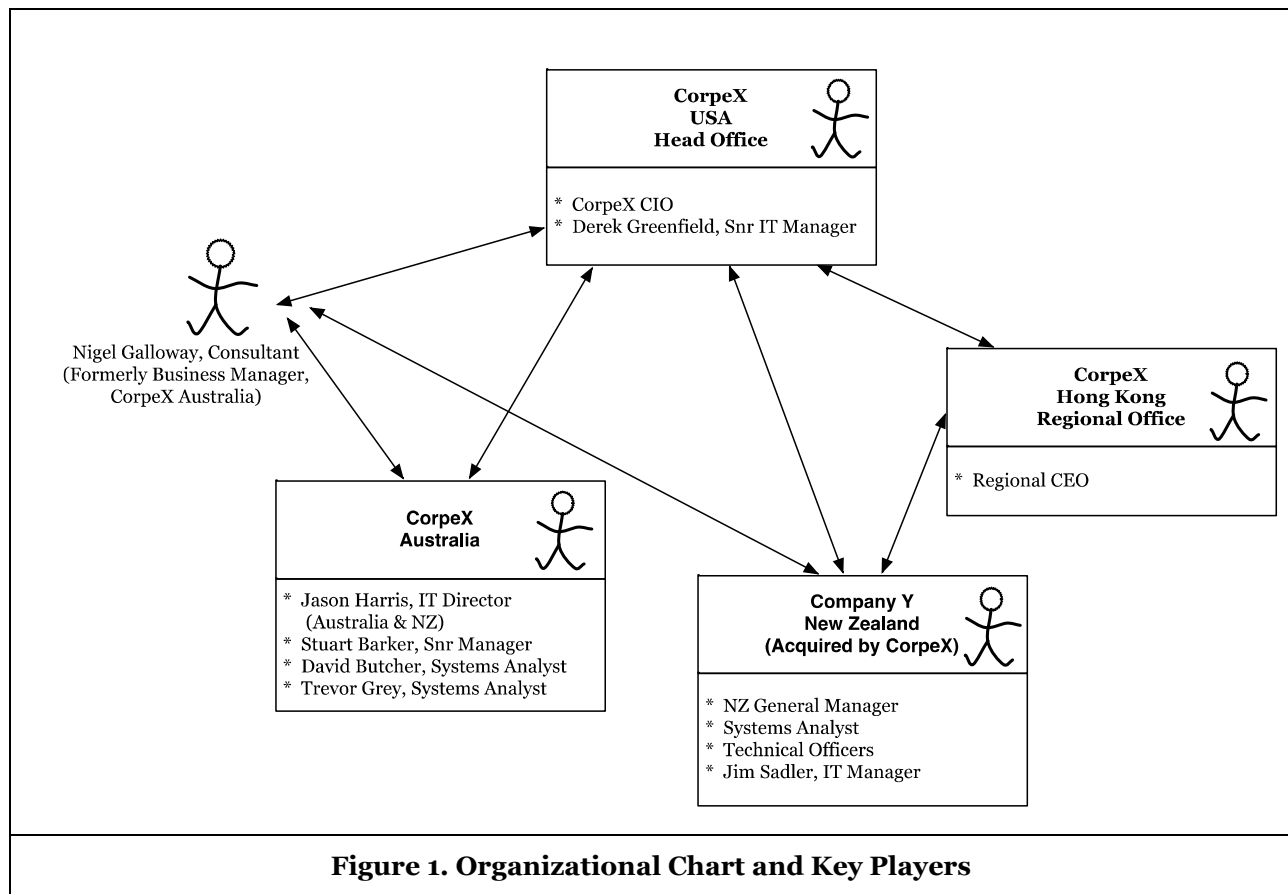 CorpeX
USA
Head Office
* CorpeX CIO
* Derek Greenfield, Snr IT Manager
Nigel Galloway, Consultant
(Formerly Business Manager,
CorpeX Australia)
CorpeX
Hong Kong
Regional Office
* Regional CEO
CorpeX
Australia
* Jason Harris, IT Director
(Australia & NZ)
* Stuart Barker, Snr Manager
* David Butcher, Systems Analyst
* Trevor Grey, Systems Analyst
Company Y
New Zealand
(Acquired by CorpeX)
* NZ General Manager
* Systems Analyst
* Technical Officers
* Jim Sadler, IT Manager
Figure 1. Organizational Chart and Key Players